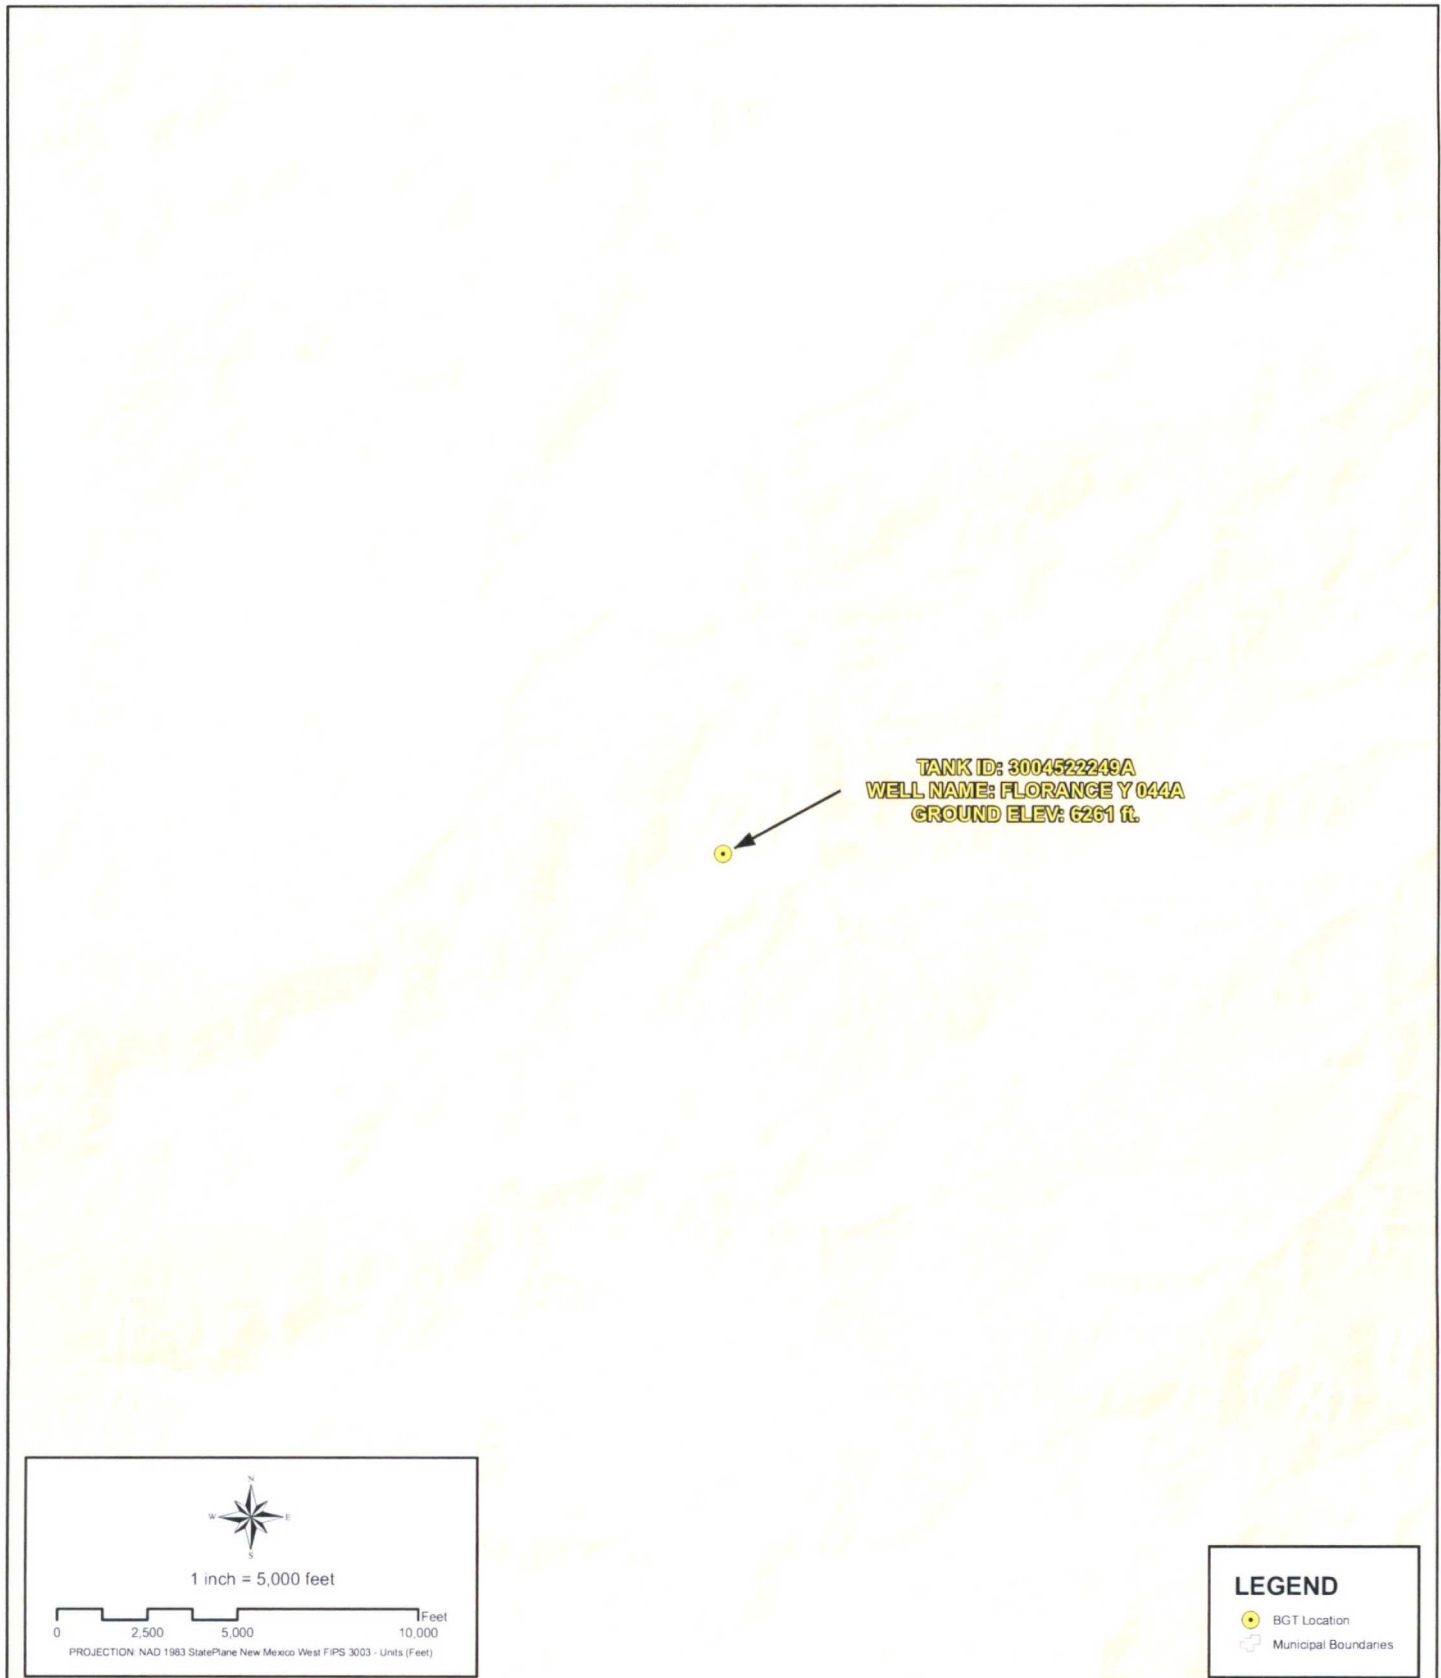 TANK ID: 3004522249A
WELL NAME: FLORANCE Y 044A
GROUND ELEV: 6261 ft.
N
W E
S
1 inch = 5,000 feet
Feet
0 2,500 5,000 10,000
PROJECTION: NAD 1983 StatePlane New Mexico West FIPS 3003 - Units (Feet)
LEGEND
BGT Location
Municipal Boundaries